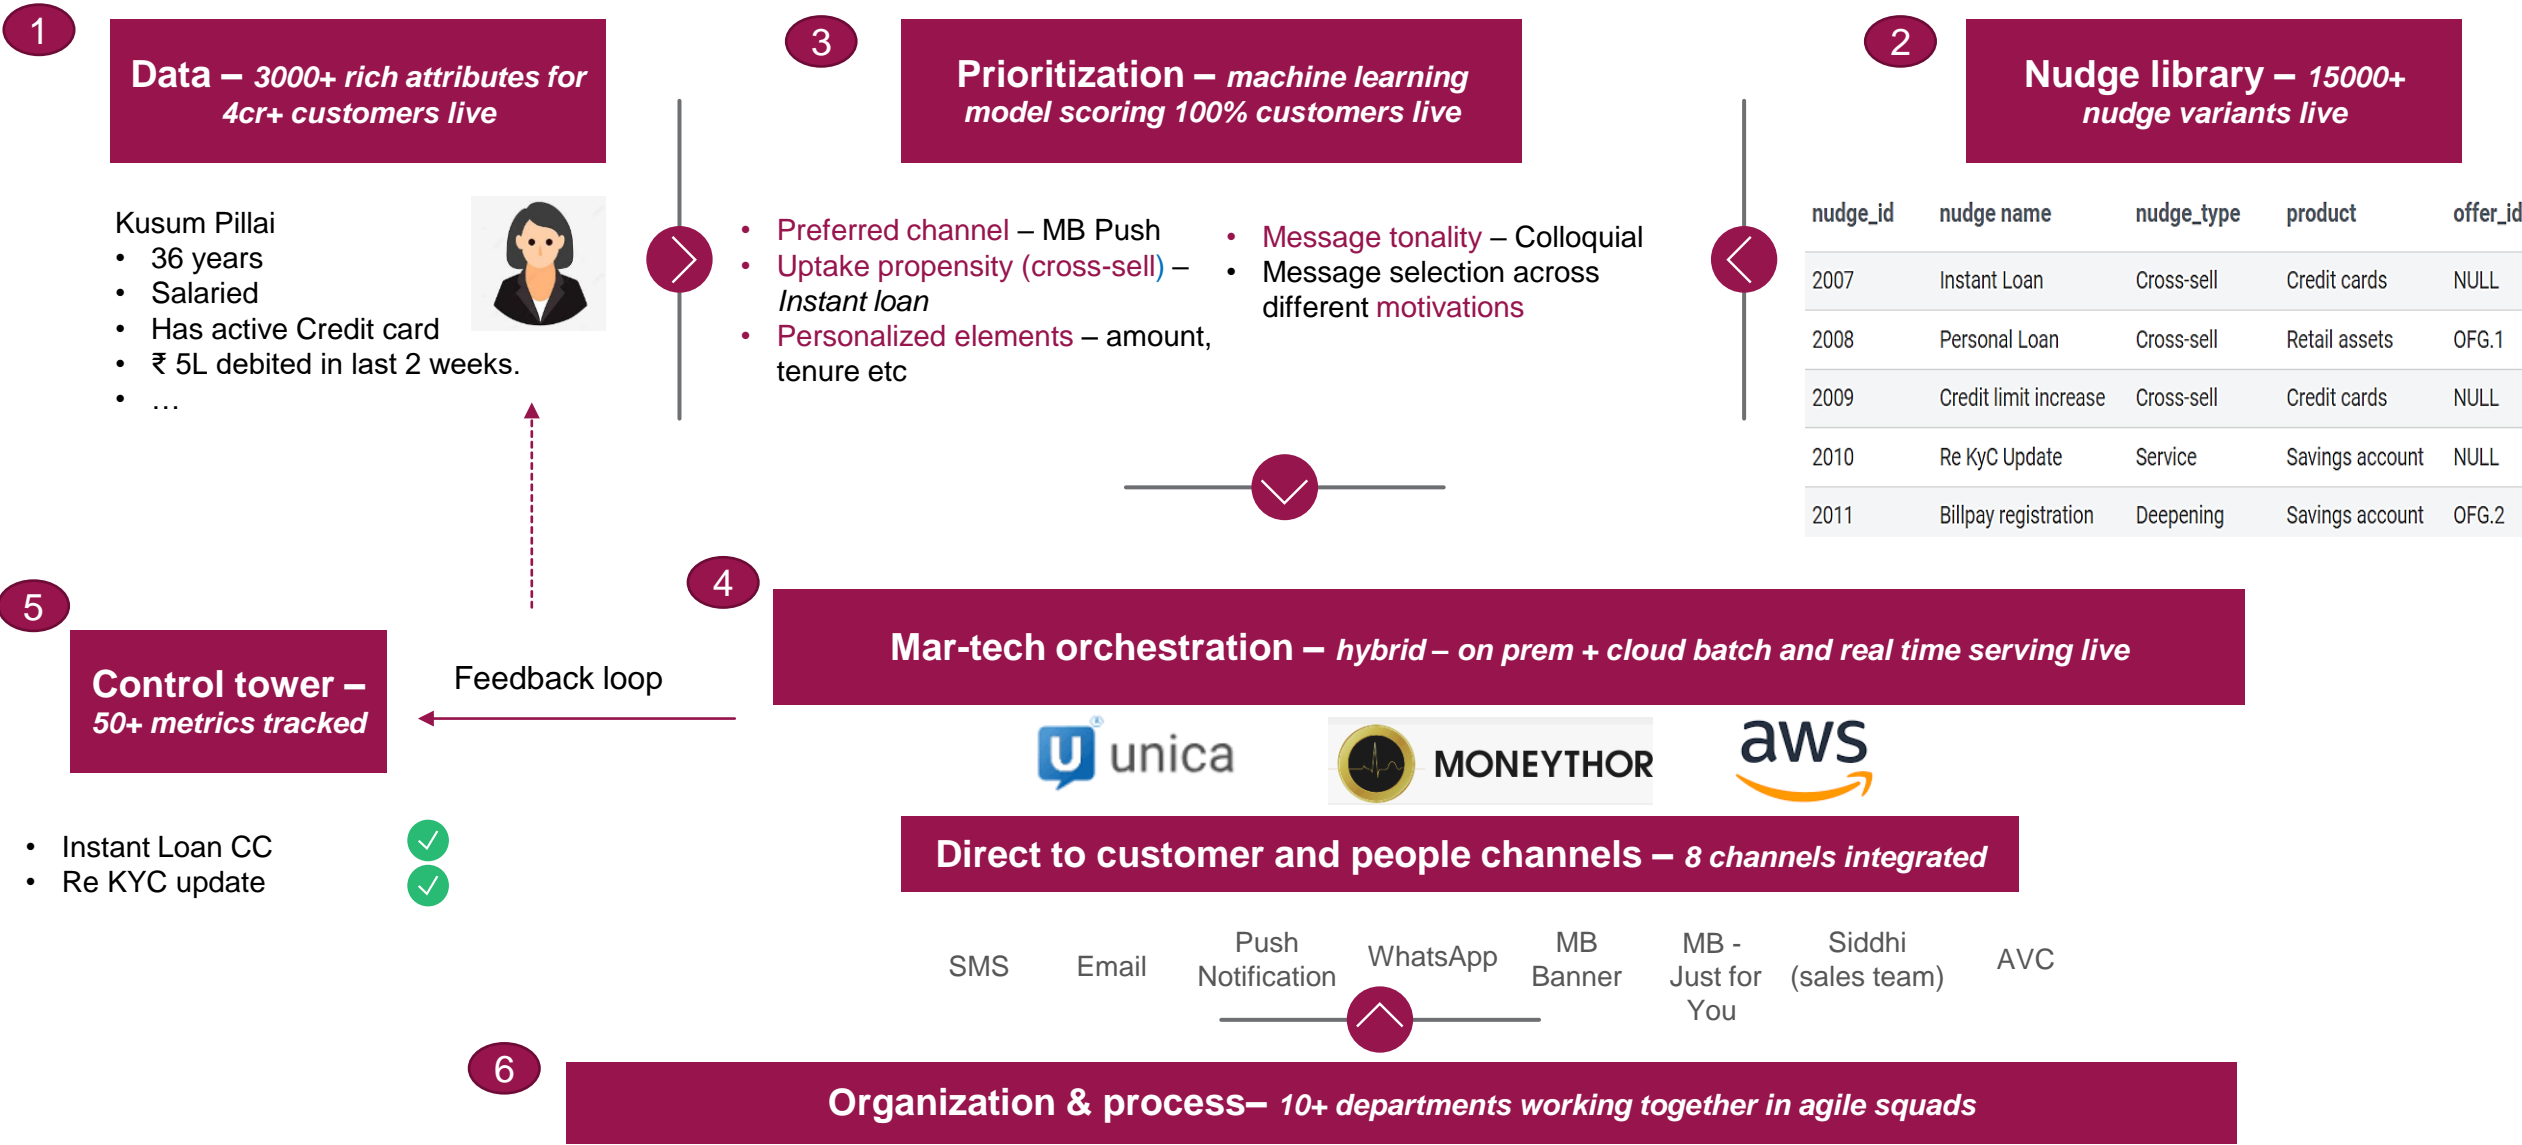 1
Data – 3000+ rich attributes for
4cr+ customers live
Kusum Pillai
• 36 years
• Salaried
• Has active Credit card
• ₹ 5L debited in last 2 weeks.
• …
3
Prioritization – machine learning
model scoring 100% customers live
• Preferred channel – MB Push
• Uptake propensity (cross-sell) –
Instant loan
• Personalized elements – amount,
tenure etc
• Message tonality – Colloquial
• Message selection across
different motivations
2
Nudge library – 15000+
nudge variants live
nudge_id nudge name nudge_type product offer_id
2007 Instant Loan Cross-sell Credit cards NULL
2008 Personal Loan Cross-sell Retail assets OFG.1
2009 Credit limit increase Cross-sell Credit cards NULL
2010 Re KyC Update Service Savings account NULL
2011 Billpay registration Deepening Savings account OFG.2
4
Mar-tech orchestration – hybrid – on prem + cloud batch and real time serving live
U unica
MONEYTHOR
aws
Feedback loop
5
Control tower –
50+ metrics tracked
• Instant Loan CC
• Re KYC update
Direct to customer and people channels – 8 channels integrated
SMS
Email
Push
Notification
WhatsApp
MB
Banner
MB -
Just for
You
Siddhi
(sales team)
AVC
6
Organization & process– 10+ departments working together in agile squads